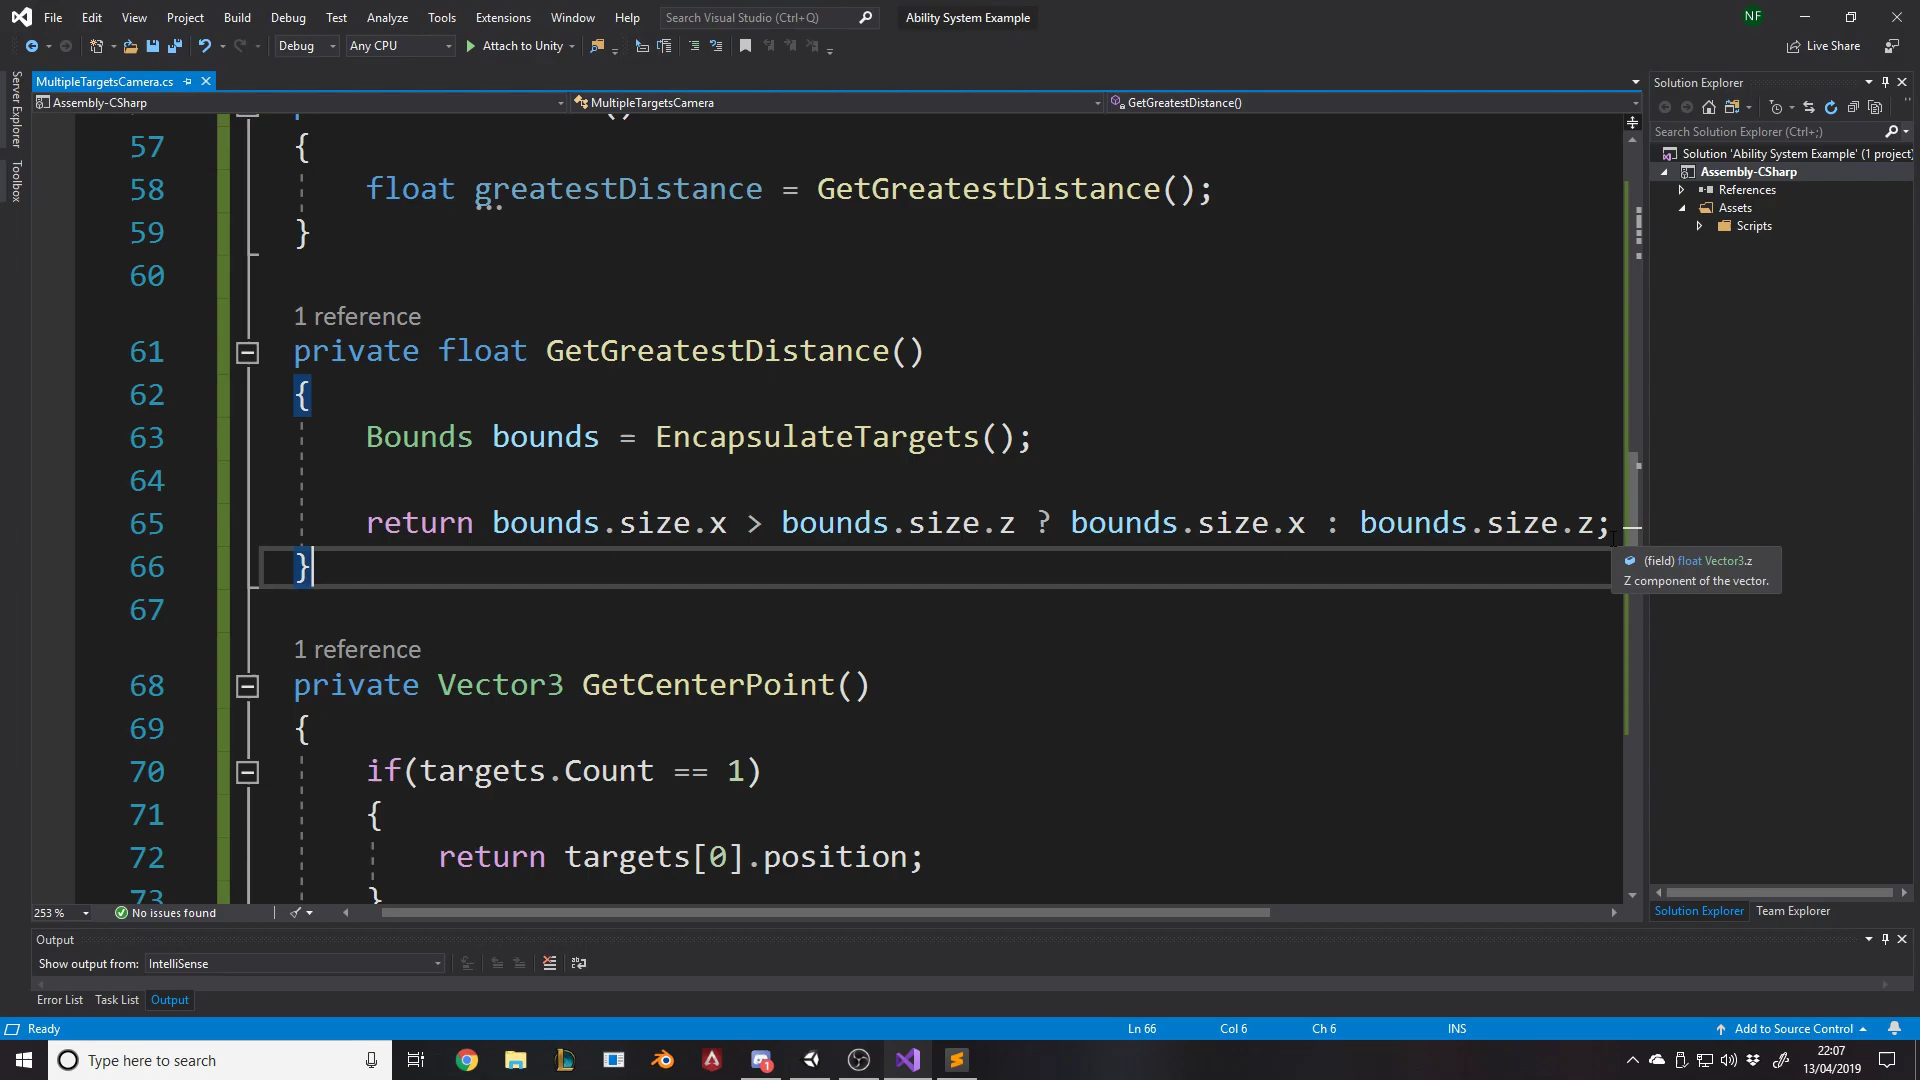 File Edit View Project Build Debug Test Analyze Tools Extensions Window Help Search Visual Studio (Ctrl+Q) Ability System Example NF
Debug Any CPU Attach to Unity Live Share
Server Explorer
Toolbox
MultipleTargetsCamera.cs
Assembly-CSharp MultipleTargetsCamera GetGreatestDistance()
57 {
58 float greatestDistance = GetGreatestDistance();
59 }
60
1 reference
61 private float GetGreatestDistance()
62 {
63 Bounds bounds = EncapsulateTargets();
64
65 return bounds.size.x > bounds.size.z ? bounds.size.x : bounds.size.z;
66 }
(field) float Vector3.z
Z component of the vector.
67
1 reference
68 private Vector3 GetCenterPoint()
69 {
70 if(targets.Count == 1)
71 {
72 return targets[0].position;
73 }
253 % No issues found
Solution Explorer
Search Solution Explorer (Ctrl+;)
Solution 'Ability System Example' (1 project)
Assembly-CSharp
References
Assets
Scripts
Solution Explorer Team Explorer
Output
Show output from: IntelliSense
Error List Task List Output
Ready Ln 66 Col 6 Ch 6 INS Add to Source Control
Type here to search
1
22:07
13/04/2019